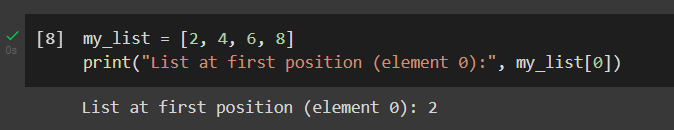 [8] my_list = [2, 4, 6, 8]
print("List at first position (element 0):", my_list[0])
0s
List at first position (element 0): 2